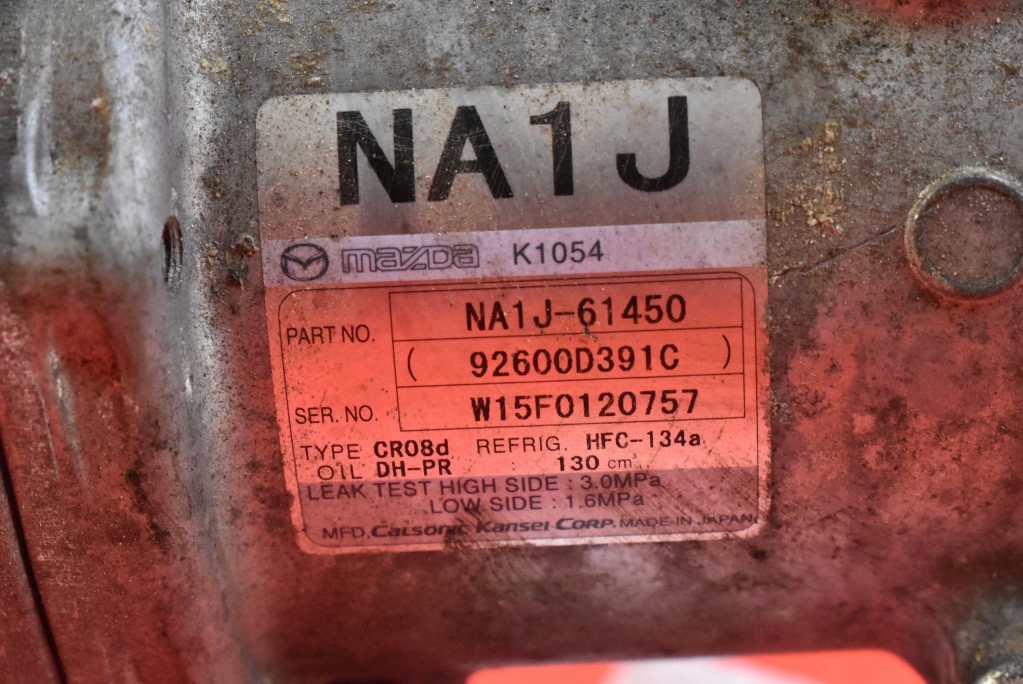 NA1J
mazda K1054
PART NO. NA1J-61450
(92600D391C)
SER. NO. W15F0120757
TYPE CR08d REFRIG. HFC-134a
OIL DH-PR : 130 cm³
LEAK TEST HIGH SIDE : 3.0MPa
LOW SIDE : 1.6MPa
MFD. CALSONIC KANSEI CORP. MADE IN JAPAN